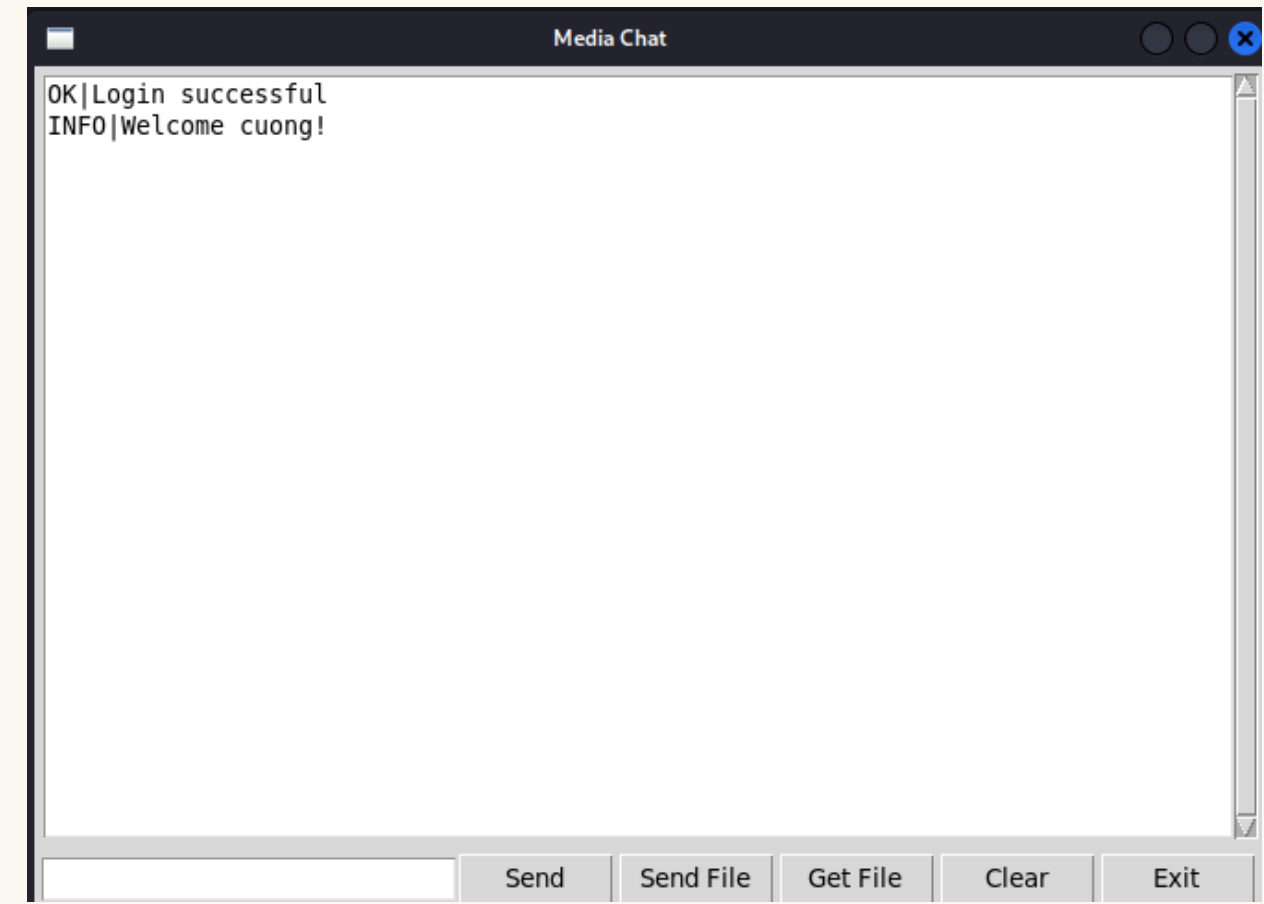 Media Chat
OK|Login successful
INFO|Welcome cuong!
Send
Send File
Get File
Clear
Exit